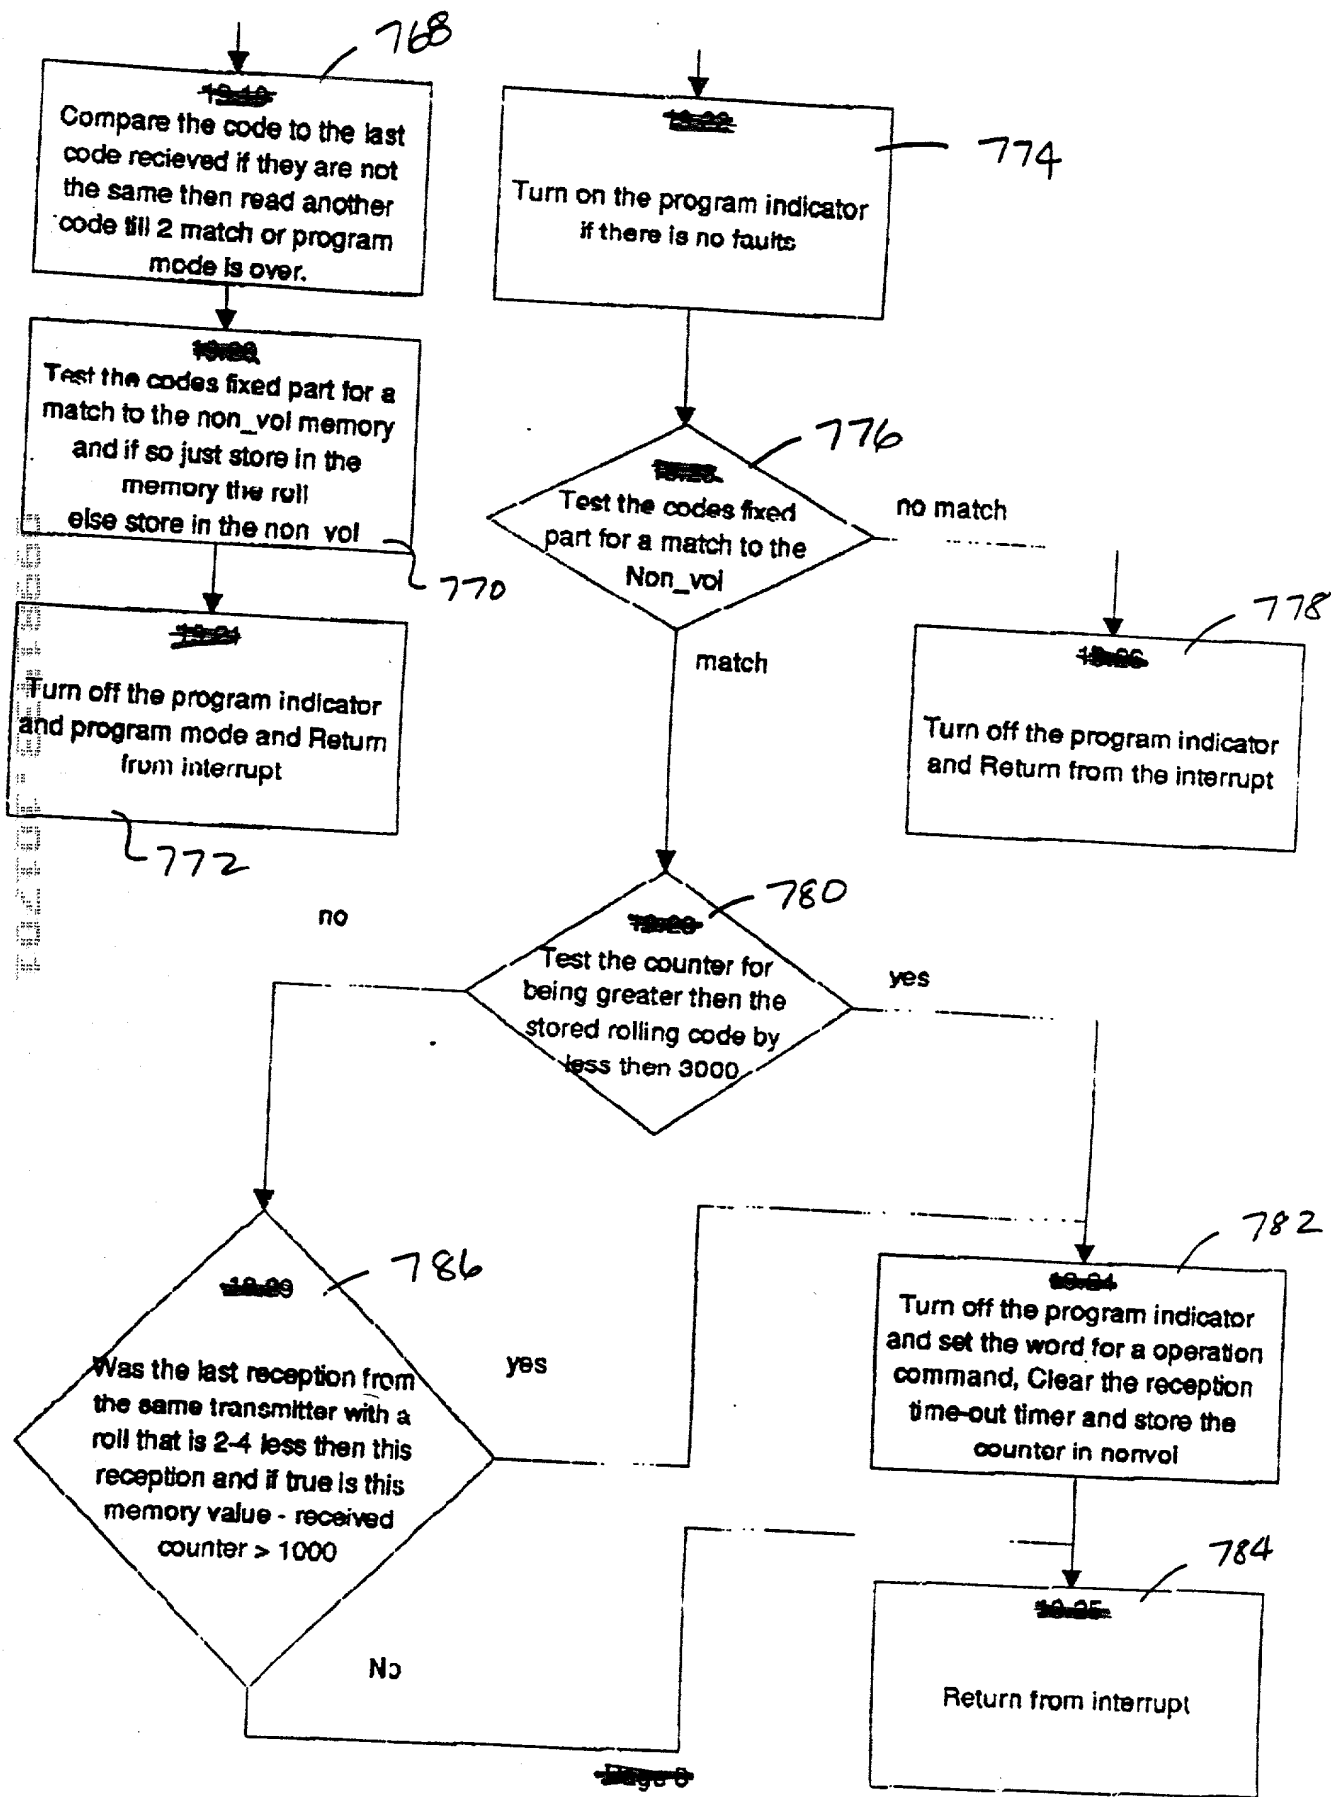 768
Compare the code to the last
code recieved if they are not
the same then read another
code till 2 match or program
mode is over.
Test the codes fixed part for a
match to the non_vol memory
and if so just store in the
memory the roll
else store in the non_vol
770
Turn off the program indicator
and program mode and Return
from interrupt
772
774
Turn on the program indicator
if there is no faults
776
Test the codes fixed
part for a match to the
Non_vol
no match
match
778
Turn off the program indicator
and Return from the interrupt
780
Test the counter for
being greater then the
stored rolling code by
less then 3000
no
yes
786
Was the last reception from
the same transmitter with a
roll that is 2-4 less then this
reception and if true is this
memory value - received
counter > 1000
yes
No
782
Turn off the program indicator
and set the word for a operation
command, Clear the reception
time-out timer and store the
counter in nonvol
784
Return from interrupt